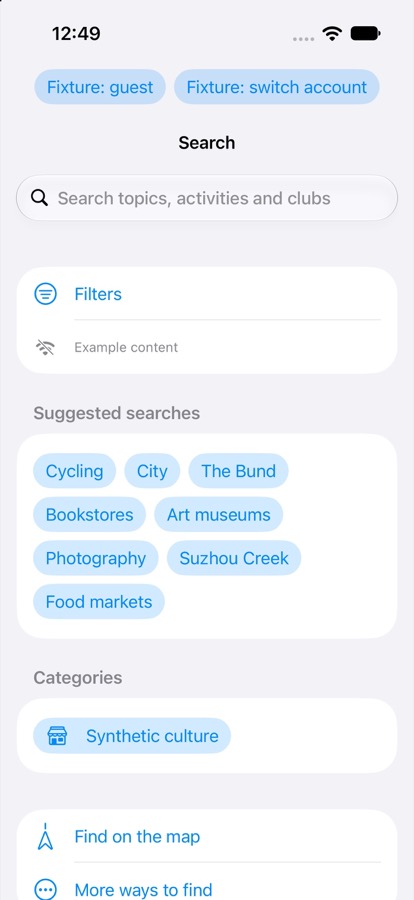 12:49
Fixture: guest Fixture: switch account
Search
Search topics, activities and clubs
Filters
Example content
Suggested searches
Cycling City The Bund
Bookstores Art museums
Photography Suzhou Creek
Food markets
Categories
Synthetic culture
Find on the map
More ways to find